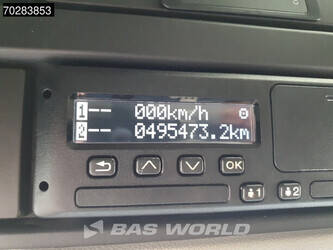 70283853
1-- 000km/h
2-- 0495473.2km
OK
1 2
BAS WORLD